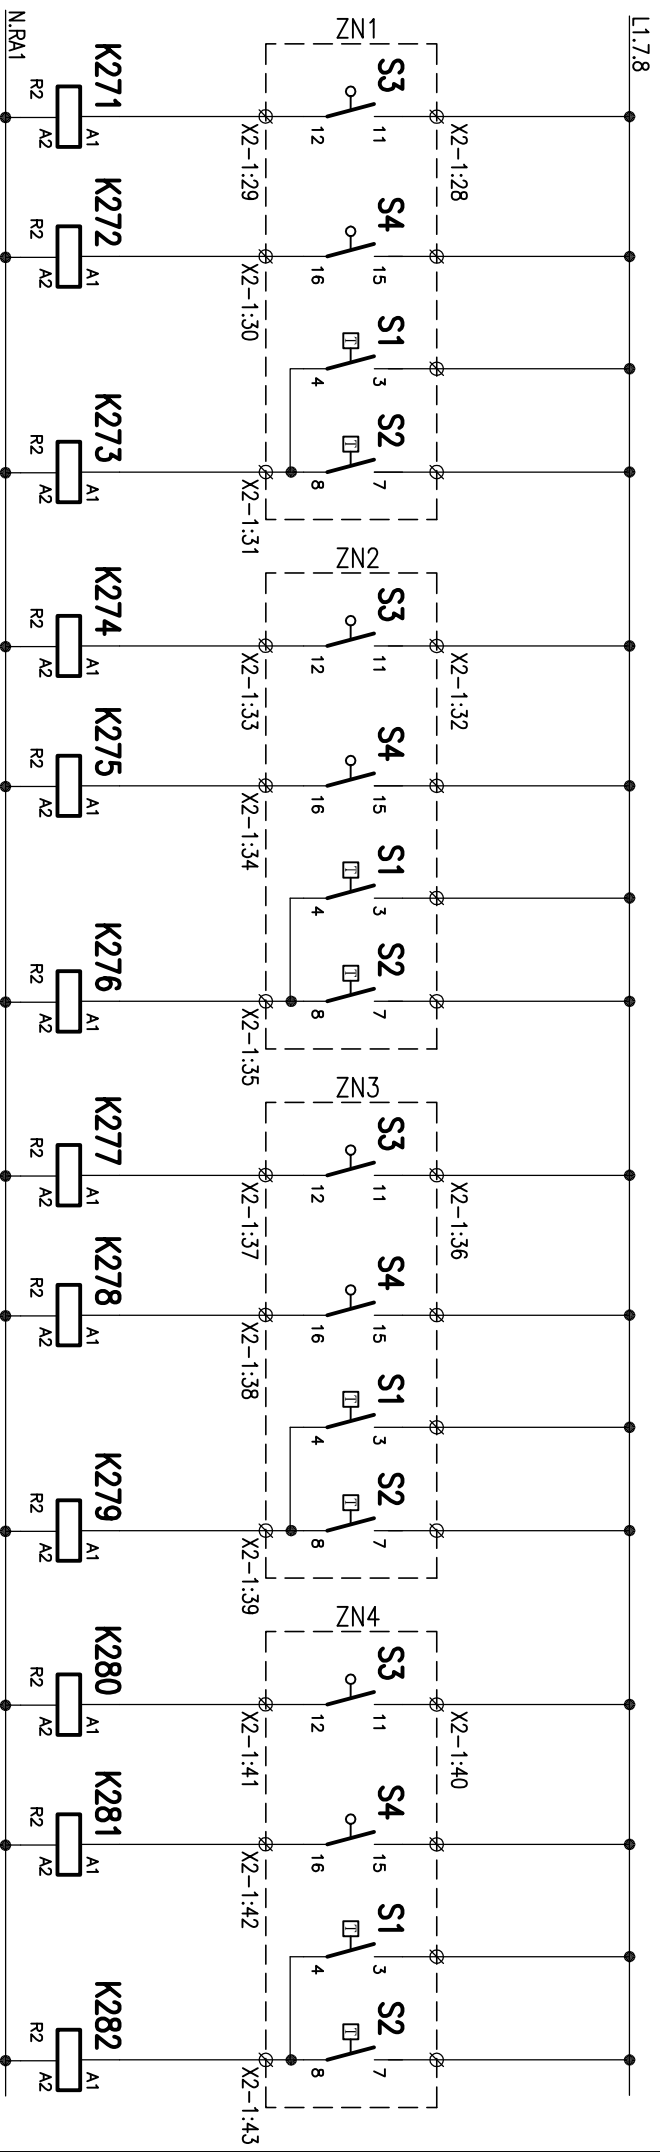 L1.7.8
X2-1:28
X2-1:32
X2-1:36
X2-1:40
ZN1
S3
11
12
S4
15
16
S1
T
3
4
S2
T
7
8
ZN2
S3
11
12
S4
15
16
S1
T
3
4
S2
T
7
8
ZN3
S3
11
12
S4
15
16
S1
T
3
4
S2
T
7
8
ZN4
S3
11
12
S4
15
16
S1
T
3
4
S2
T
7
8
X2-1:29
X2-1:30
X2-1:31
X2-1:33
X2-1:34
X2-1:35
X2-1:37
X2-1:38
X2-1:39
X2-1:41
X2-1:42
X2-1:43
K271
A1
R2
A2
K272
A1
R2
A2
K273
A1
R2
A2
K274
A1
R2
A2
K275
A1
R2
A2
K276
A1
R2
A2
K277
A1
R2
A2
K278
A1
R2
A2
K279
A1
R2
A2
K280
A1
R2
A2
K281
A1
R2
A2
K282
A1
R2
A2
N.RA1